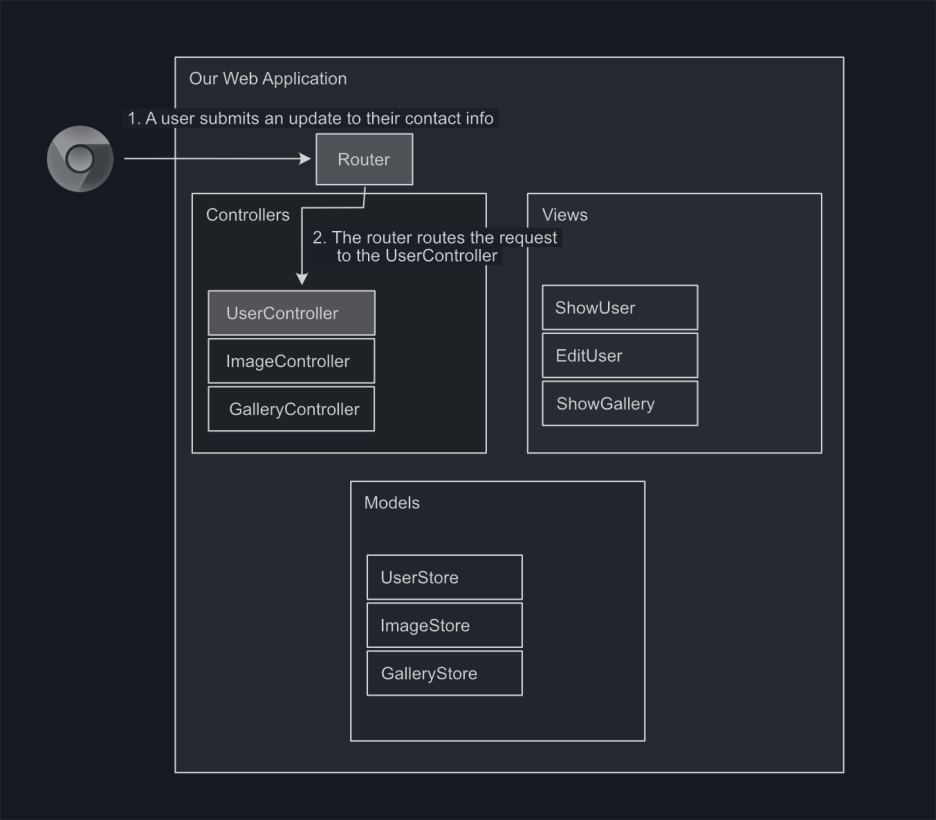 Our Web Application
1. A user submits an update to their contact info
Router
Controllers
2. The router routes the request
to the UserController
UserController
ImageController
GalleryController
Views
ShowUser
EditUser
ShowGallery
Models
UserStore
ImageStore
GalleryStore